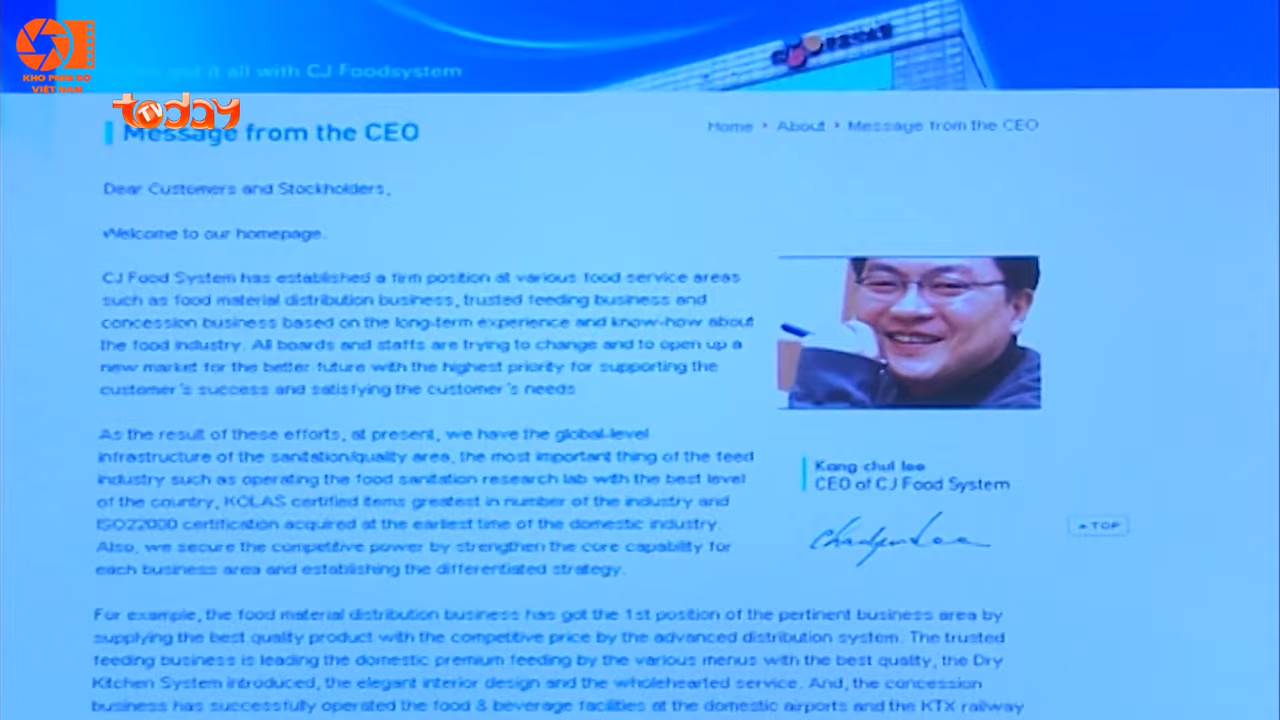 KHO PHIM BỘ
VIỆT NAM
today
TV
it all with CJ Foodsystem
Message from the CEO
Home > About > Message from the CEO
Dear Customers and Stockholders,
Welcome to our homepage.
CJ Food System has established a firm position at various food service areas
such as food material distribution business, trusted feeding business and
concession business based on the long-term experience and know-how about
the food industry. All boards and staffs are trying to change and to open up a
new market for the better future with the highest priority for supporting the
customer's success and satisfying the customer's needs
As the result of these efforts, at present, we have the global-level
infrastructure of the sanitation/quality area, the most important thing of the feed
industry such as operating the food sanitation research lab with the best level
of the country, KOLAS certified items greatest in number of the industry and
ISO22000 certification acquired at the earliest time of the domestic industry.
Also, we secure the competitive power by strengthen the core capability for
each business area and establishing the differentiated strategy.
Kang chul lee
CEO of CJ Food System
▲TOP
For example, the food material distribution business has got the 1st position of the pertinent business area by
supplying the best quality product with the competitive price by the advanced distribution system. The trusted
feeding business is leading the domestic premium feeding by the various menus with the best quality, the Dry
Kitchen System introduced, the elegant interior design and the wholehearted service. And, the concession
business has successfully operated the food & beverage facilities at the domestic airports and the KTX railway